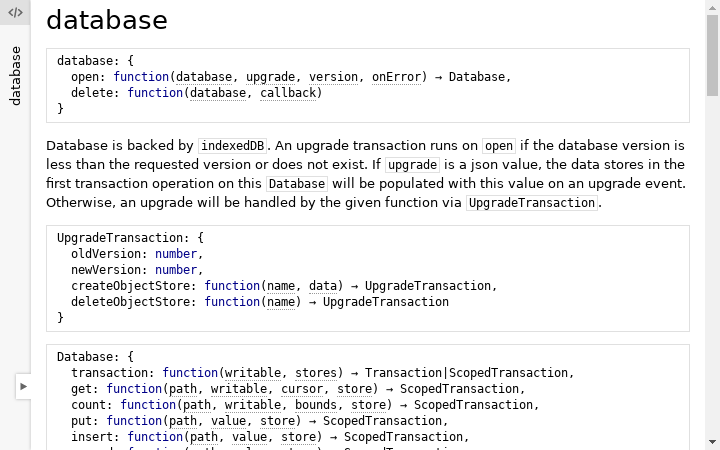 database
</>
database
database: {
  open: function(database, upgrade, version, onError) → Database,
  delete: function(database, callback)
}
Database is backed by indexedDB. An upgrade transaction runs on open if the database version is
less than the requested version or does not exist. If upgrade is a json value, the data stores in the
first transaction operation on this Database will be populated with this value on an upgrade event.
Otherwise, an upgrade will be handled by the given function via UpgradeTransaction.
UpgradeTransaction: {
  oldVersion: number,
  newVersion: number,
  createObjectStore: function(name, data) → UpgradeTransaction,
  deleteObjectStore: function(name) → UpgradeTransaction
}
Database: {
  transaction: function(writable, stores) → Transaction|ScopedTransaction,
  get: function(path, writable, cursor, store) → ScopedTransaction,
  count: function(path, writable, bounds, store) → ScopedTransaction,
  put: function(path, value, store) → ScopedTransaction,
  insert: function(path, value, store) → ScopedTransaction,